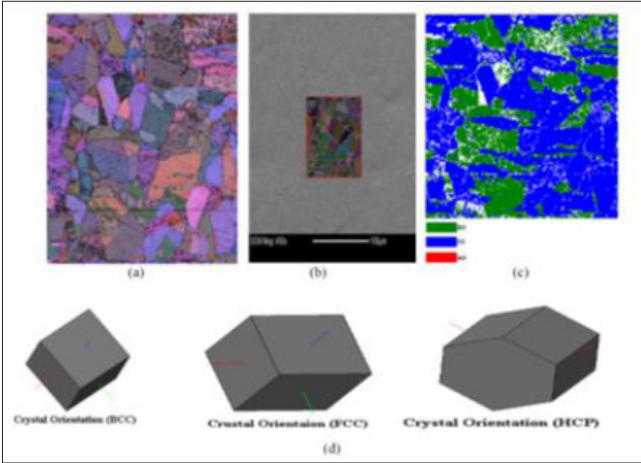 (a)
(b)
(c)
Crystal Orientation (BCC)
Crustal Orientaion (FCC)
Crystal Orientation (HCP)
(d)